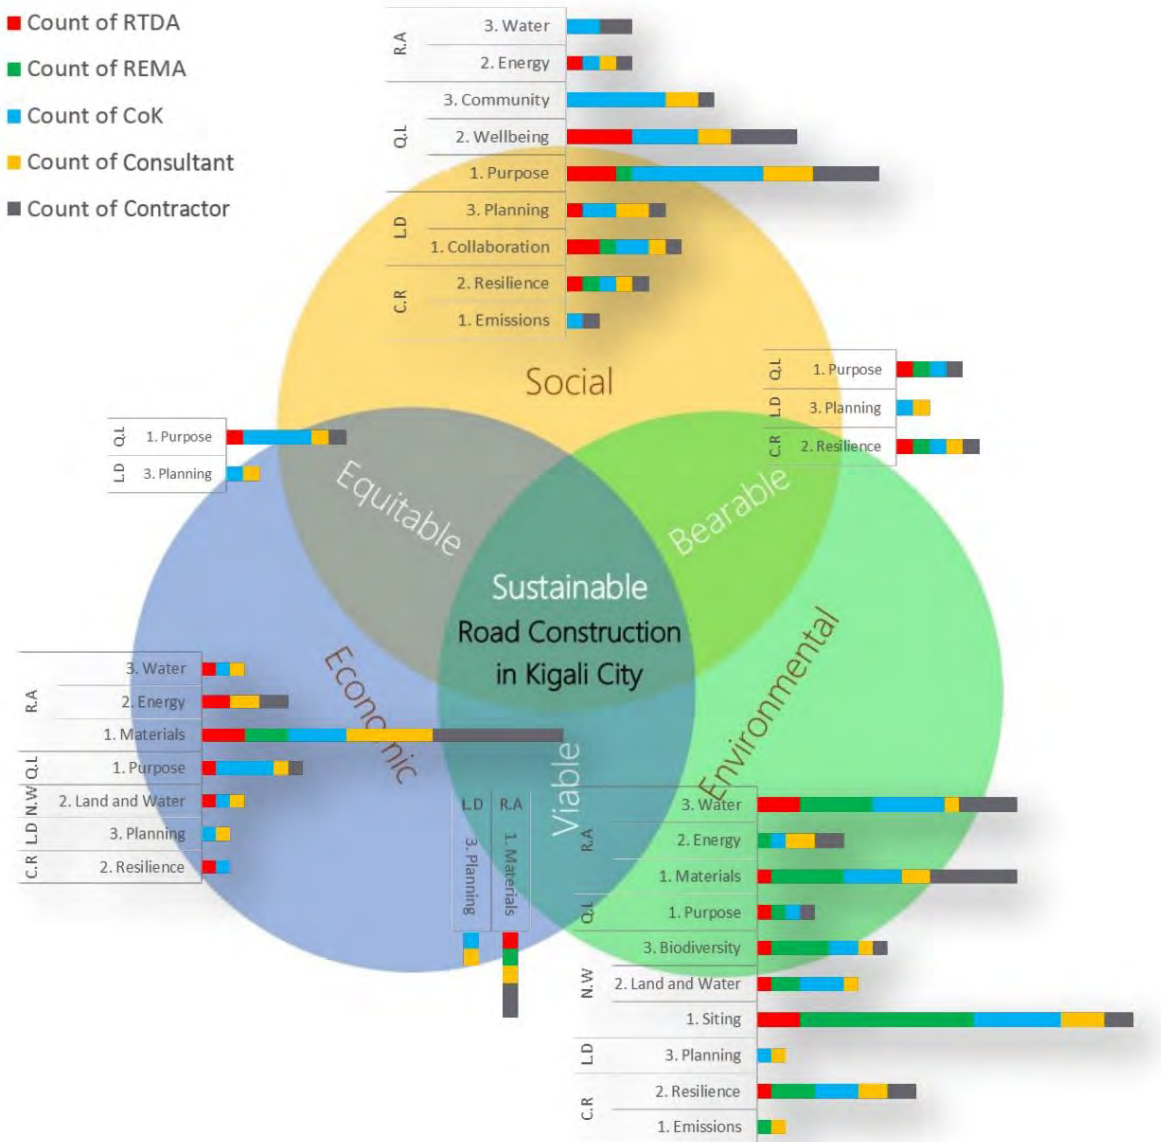 Count of RTDA
Count of REMA
Count of CoK
Count of Consultant
Count of Contractor
R.A
3. Water
2. Energy
Q.L
3. Community
2. Wellbeing
1. Purpose
L.D
3. Planning
1. Collaboration
C.R
2. Resilience
1. Emissions
Social
Q.L
1. Purpose
L.D
3. Planning
C.R
2. Resilience
Q.L
1. Purpose
L.D
3. Planning
Equitable
Bearable
Sustainable
Road Construction
in Kigali City
Economic
Environmental
Viable
R.A
3. Water
2. Energy
1. Materials
Q.L
1. Purpose
N.W
2. Land and Water
L.D
3. Planning
C.R
2. Resilience
L.D
3. Planning
R.A
1. Materials
R.A
3. Water
2. Energy
1. Materials
Q.L
1. Purpose
N.W
3. Biodiversity
2. Land and Water
1. Siting
L.D
3. Planning
C.R
2. Resilience
1. Emissions